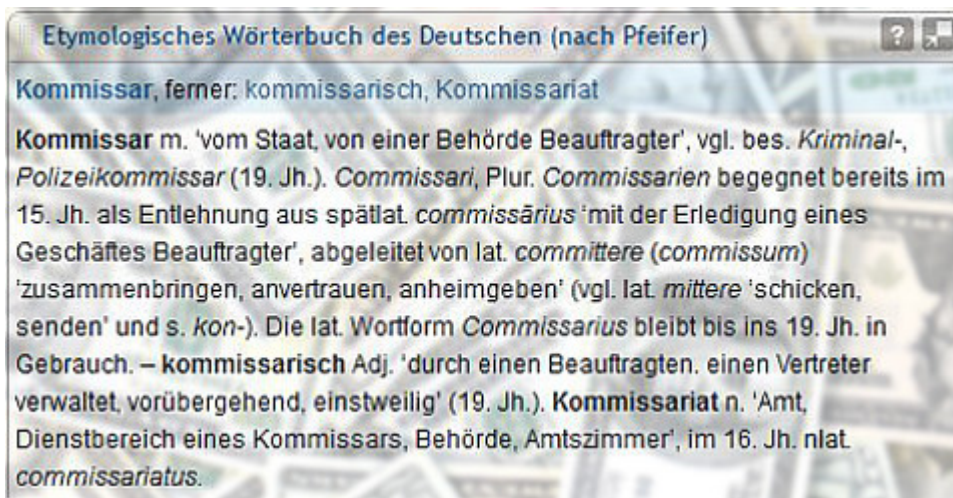 Etymologisches Wörterbuch des Deutschen (nach Pfeifer)
?
Kommissar, ferner: kommissarisch, Kommissariat
Kommissar m. ‘vom Staat, von einer Behörde Beauftragter’, vgl. bes. Kriminal-,
Polizeikommissar (19. Jh.). Commissari, Plur. Commissarien begegnet bereits im
15. Jh. als Entlehnung aus spätlat. commissārius ‘mit der Erledigung eines
Geschäftes Beauftragter’, abgeleitet von lat. committere (commissum)
‘zusammenbringen, anvertrauen, anheimgeben’ (vgl. lat. mittere ‘schicken,
senden’ und s. kon-). Die lat. Wortform Commissarius bleibt bis ins 19. Jh. in
Gebrauch. – kommissarisch Adj. ‘durch einen Beauftragten. einen Vertreter
verwaltet, vorübergehend, einstweilig’ (19. Jh.). Kommissariat n. ‘Amt,
Dienstbereich eines Kommissars, Behörde, Amtszimmer’, im 16. Jh. nlat.
commissariatus.